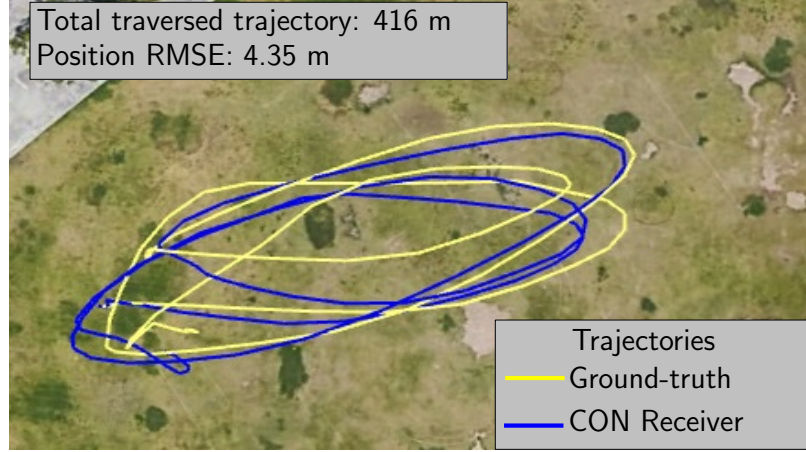 Total traversed trajectory: 416 m
Position RMSE: 4.35 m
Trajectories
Ground-truth
CON Receiver